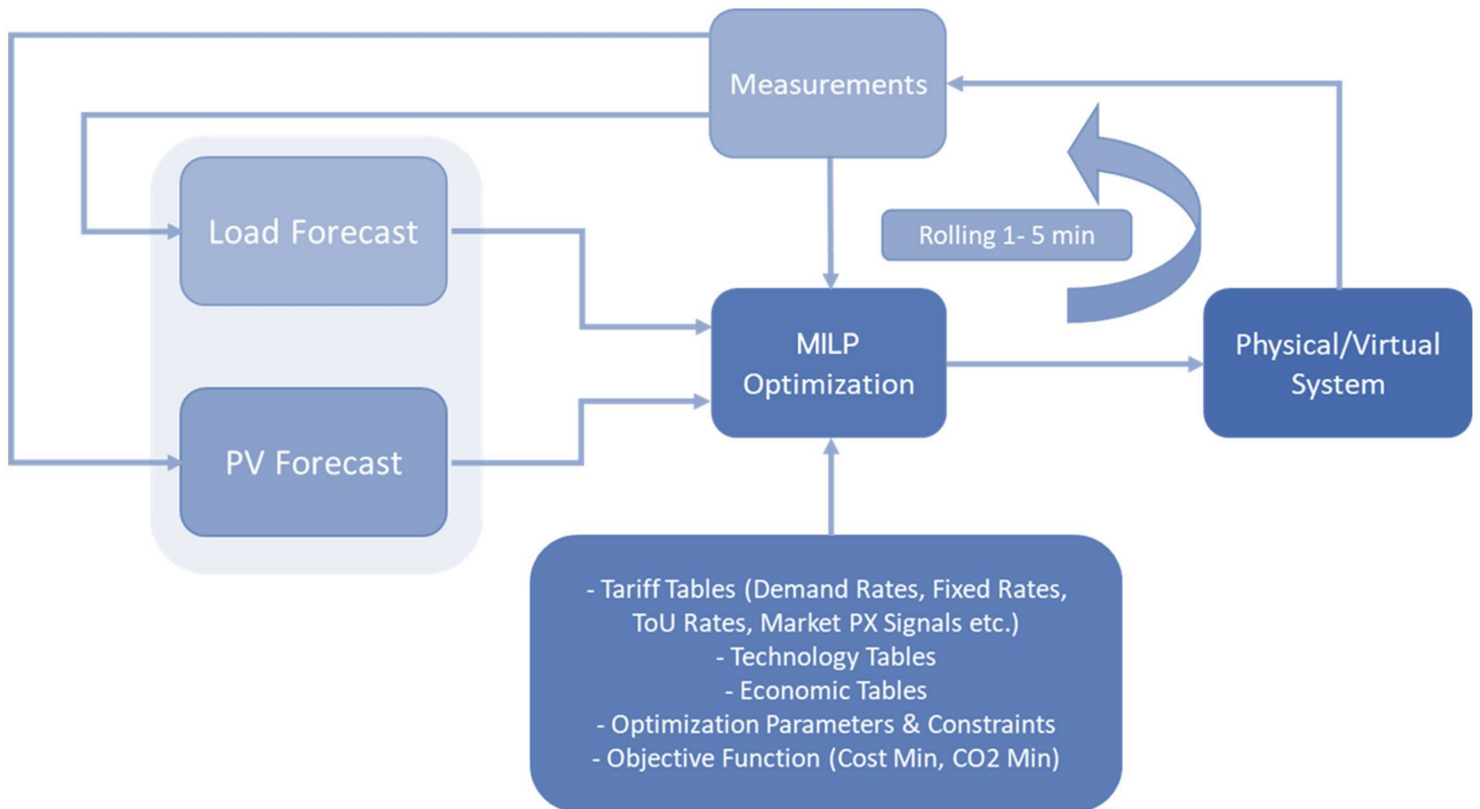 Measurements
Load Forecast
Rolling 1- 5 min
MILP
Optimization
Physical/Virtual
System
PV Forecast
- Tariff Tables (Demand Rates, Fixed Rates,
ToU Rates, Market PX Signals etc.)
- Technology Tables
- Economic Tables
- Optimization Parameters & Constraints
- Objective Function (Cost Min, CO2 Min)